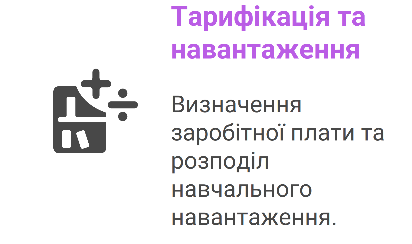 Тарифікація та
навантаження
Визначення
заробітної плати та
розподіл
навчального
навантаження.